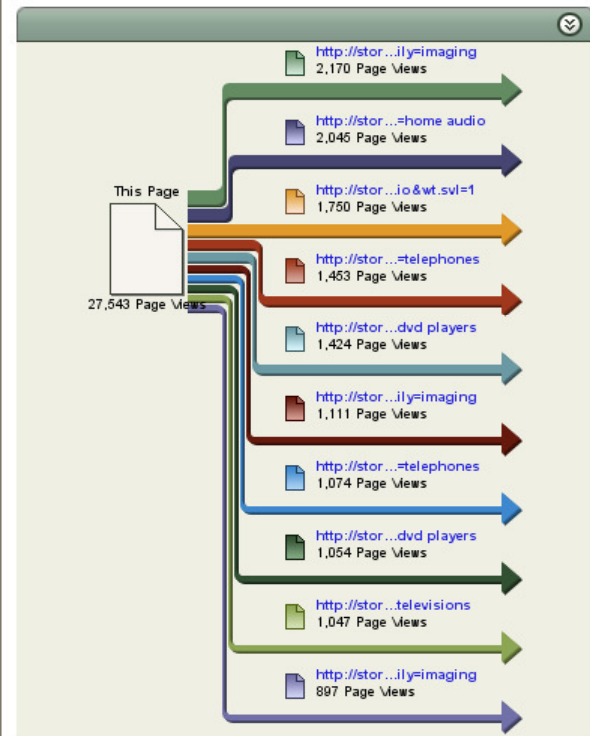 http://stor...ily=imaging
2,170 Page Views
http://stor...=home audio
2,045 Page Views
This Page
http://stor...io&wt.svl=1
1,750 Page Views
http://stor...=telephones
1,453 Page Views
27,543 Page Views
http://stor...dvd players
1,424 Page Views
http://stor...ily=imaging
1,111 Page Views
http://stor...=telephones
1,074 Page Views
http://stor...dvd players
1,054 Page Views
http://stor...televisions
1,047 Page Views
http://stor...ily=imaging
897 Page Views